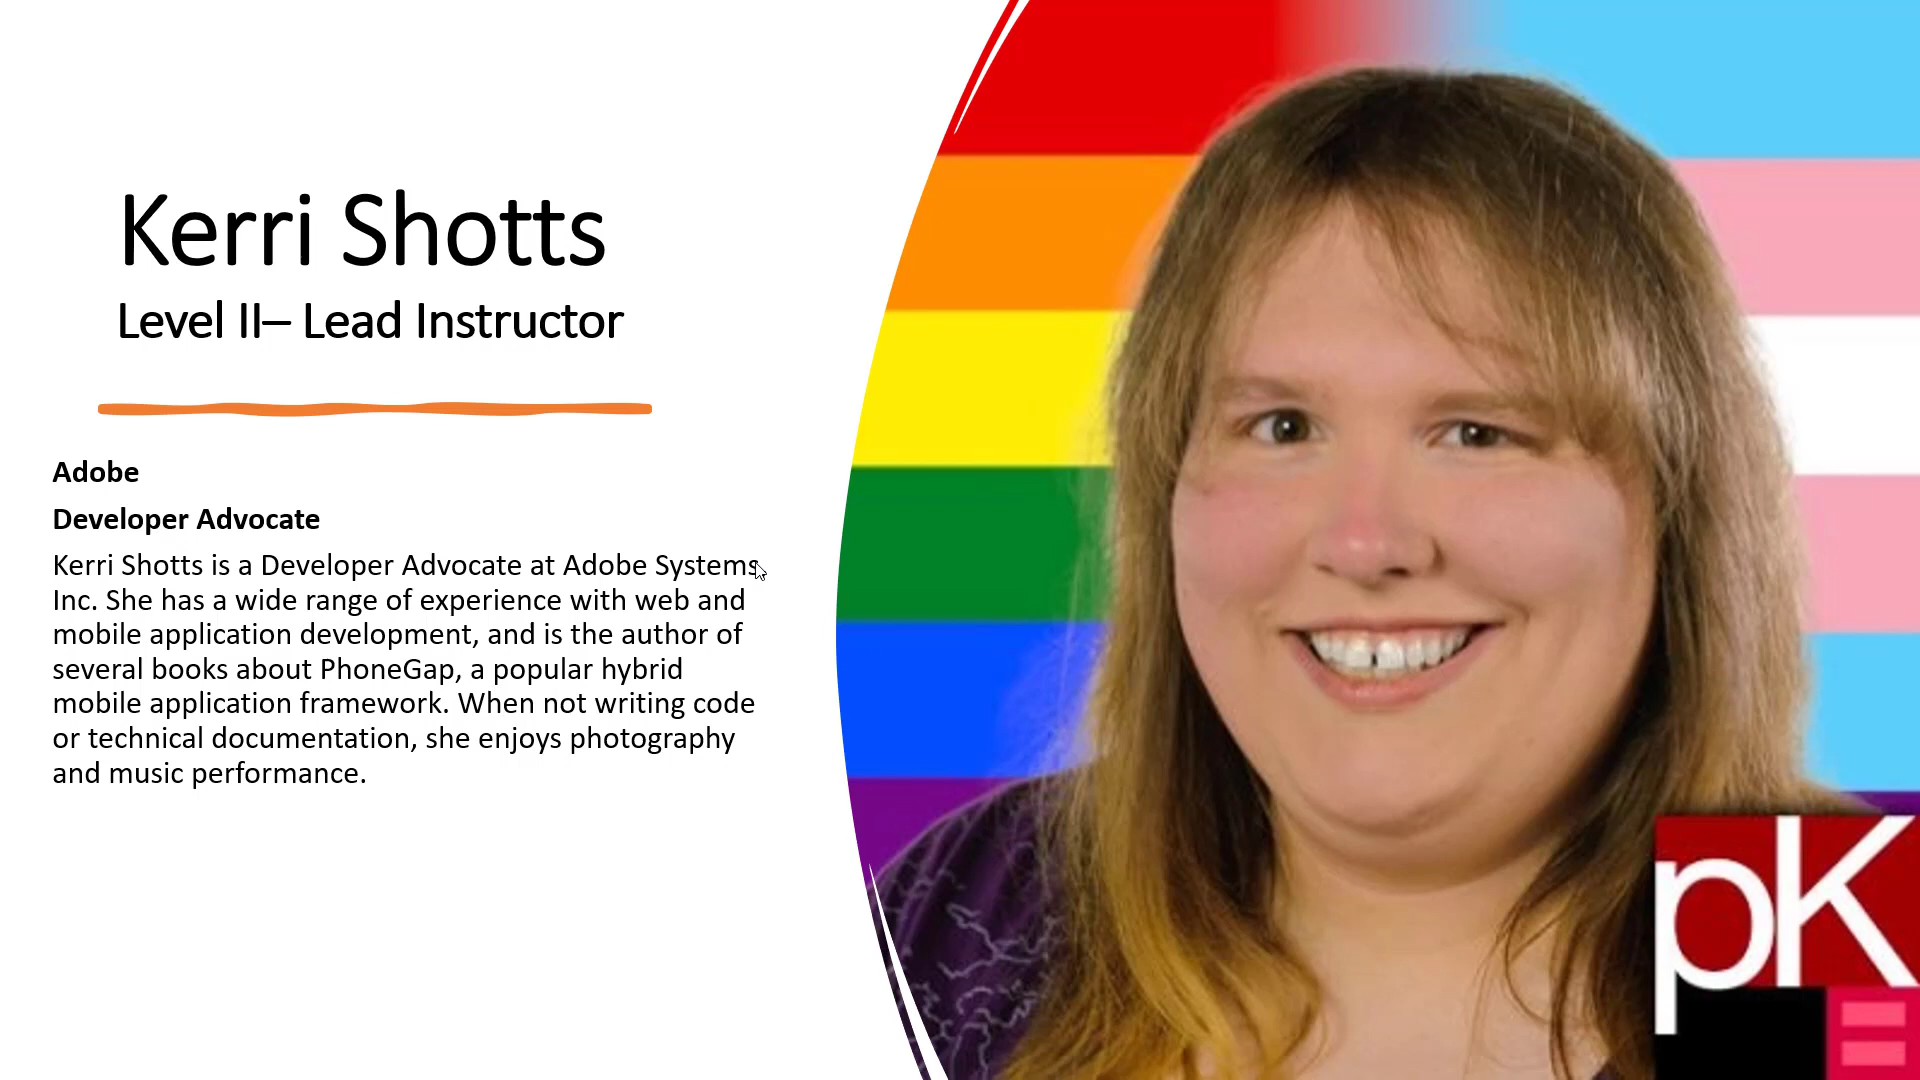 Kerri Shotts
Level II– Lead Instructor
Adobe
Developer Advocate
Kerri Shotts is a Developer Advocate at Adobe Systems,
Inc. She has a wide range of experience with web and
mobile application development, and is the author of
several books about PhoneGap, a popular hybrid
mobile application framework. When not writing code
or technical documentation, she enjoys photography
and music performance.
pK